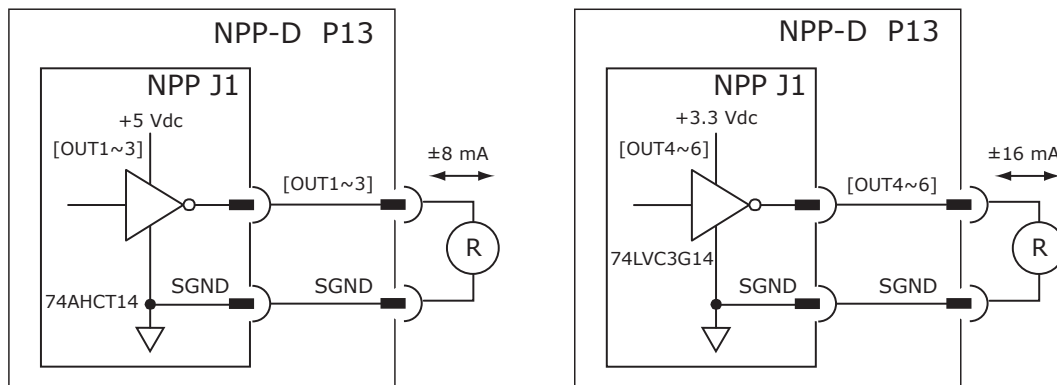 NPP-D P13
NPP J1
+5 Vdc
[OUT1~3]
[OUT1~3]
±8 mA
R
74AHCT14
SGND
SGND
NPP-D P13
NPP J1
+3.3 Vdc
[OUT4~6]
[OUT4~6]
±16 mA
R
74LVC3G14
SGND
SGND